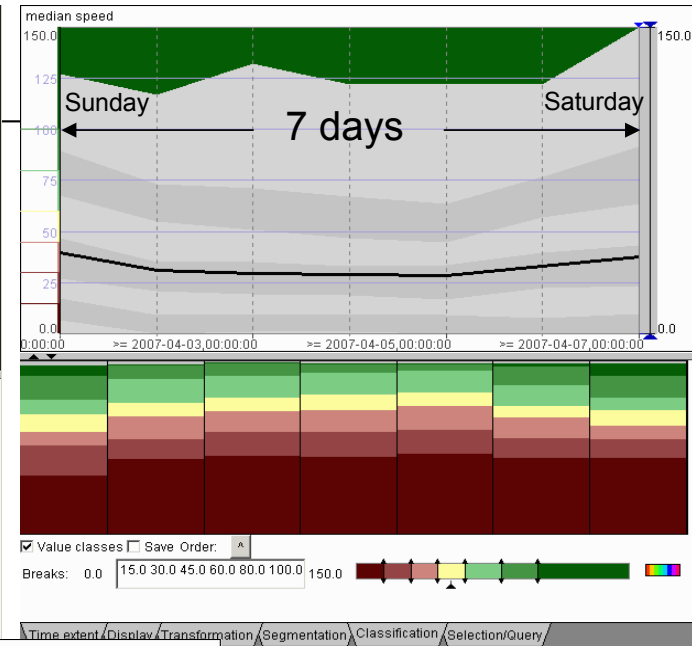 median speed
150.0 150.0
125
Sunday Saturday
100 7 days
75
50
25
0.0 0.0
0:00:00 >= 2007-04-03,00:00:00 >= 2007-04-05,00:00:00 >= 2007-04-07,00:00:00
Value classes Save Order: ^
Breaks: 0.0 15.0 30.0 45.0 60.0 80.0 100.0 150.0
Time extent Display Transformation Segmentation Classification Selection/Query